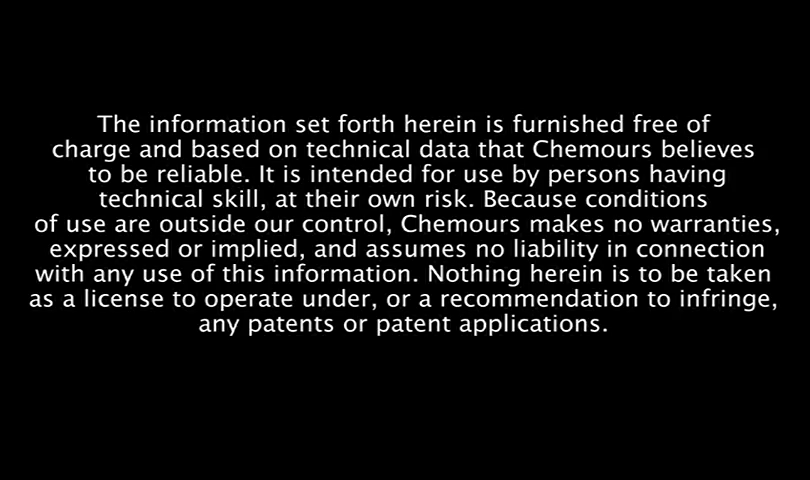 The information set forth herein is furnished free of
charge and based on technical data that Chemours believes
to be reliable. It is intended for use by persons having
technical skill, at their own risk. Because conditions
of use are outside our control, Chemours makes no warranties,
expressed or implied, and assumes no liability in connection
with any use of this information. Nothing herein is to be taken
as a license to operate under, or a recommendation to infringe,
any patents or patent applications.